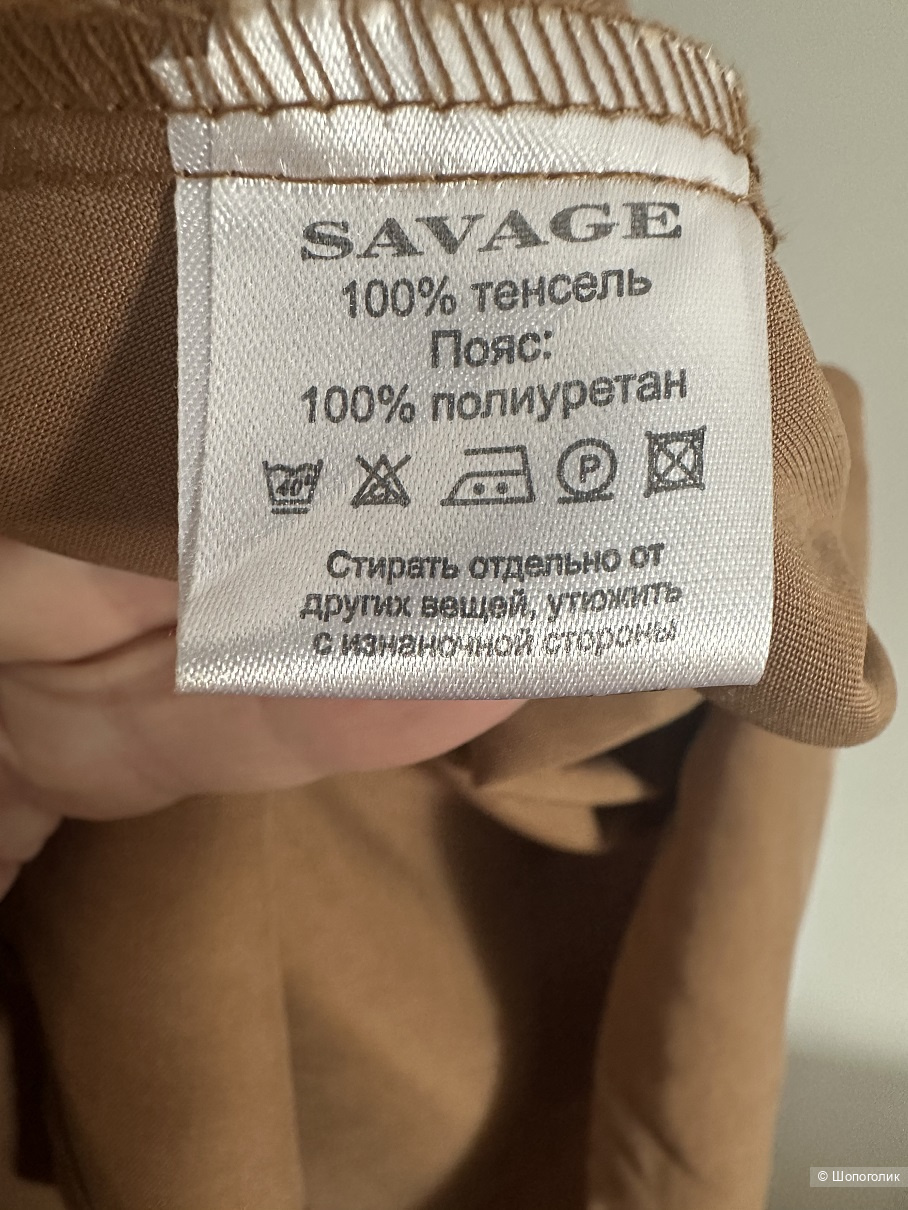 SAVAGE
100% тенсель
Пояс:
100% полиуретан
40° P
Стирать отдельно от
других вещей, утюжить
с изнаночной стороны
© Шопоголик